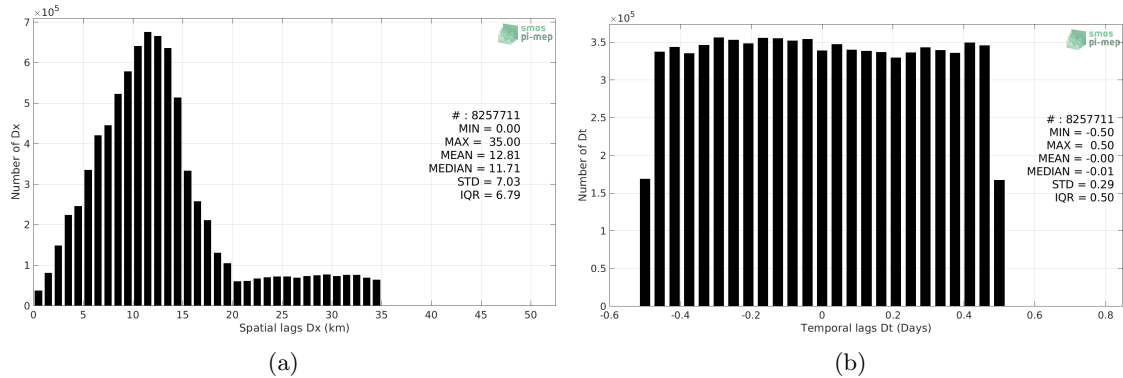 ×10⁵
7
6
5
4
3
2
1
0
Number of Dx
0 5 10 15 20 25 30 35 40 45 50
Spatial lags Dx (km)
smos
pi-mep
# : 8257711
MIN = 0.00
MAX = 35.00
MEAN = 12.81
MEDIAN = 11.71
STD = 7.03
IQR = 6.79
(a)
×10⁵
3.5
3
2.5
2
1.5
1
0.5
0
Number of Dt
-0.6 -0.4 -0.2 0 0.2 0.4 0.6 0.8
Temporal lags Dt (Days)
smos
pi-mep
# : 8257711
MIN = -0.50
MAX = 0.50
MEAN = -0.00
MEDIAN = -0.01
STD = 0.29
IQR = 0.50
(b)